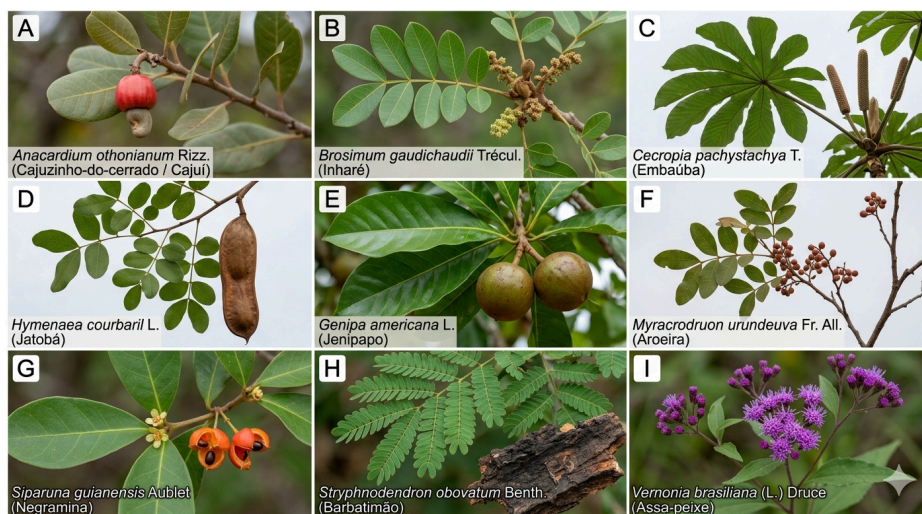 A
Anacardium othonianum Rizz.
(Cajuzinho-do-cerrado / Cajuí)
B
Brosimum gaudichaudii Trécul.
(Inharé)
C
Cecropia pachystachya T.
(Embaúba)
D
Hymenaea courbaril L.
(Jatobá)
E
Genipa americana L.
(Jenipapo)
F
Myracrodruon urundeuva Fr. All.
(Aroeira)
G
Siparuna guianensis Aublet
(Negramina)
H
Stryphnodendron obovatum Benth.
(Barbatimão)
I
Vernonia brasiliana (L.) Druce
(Assa-peixe)